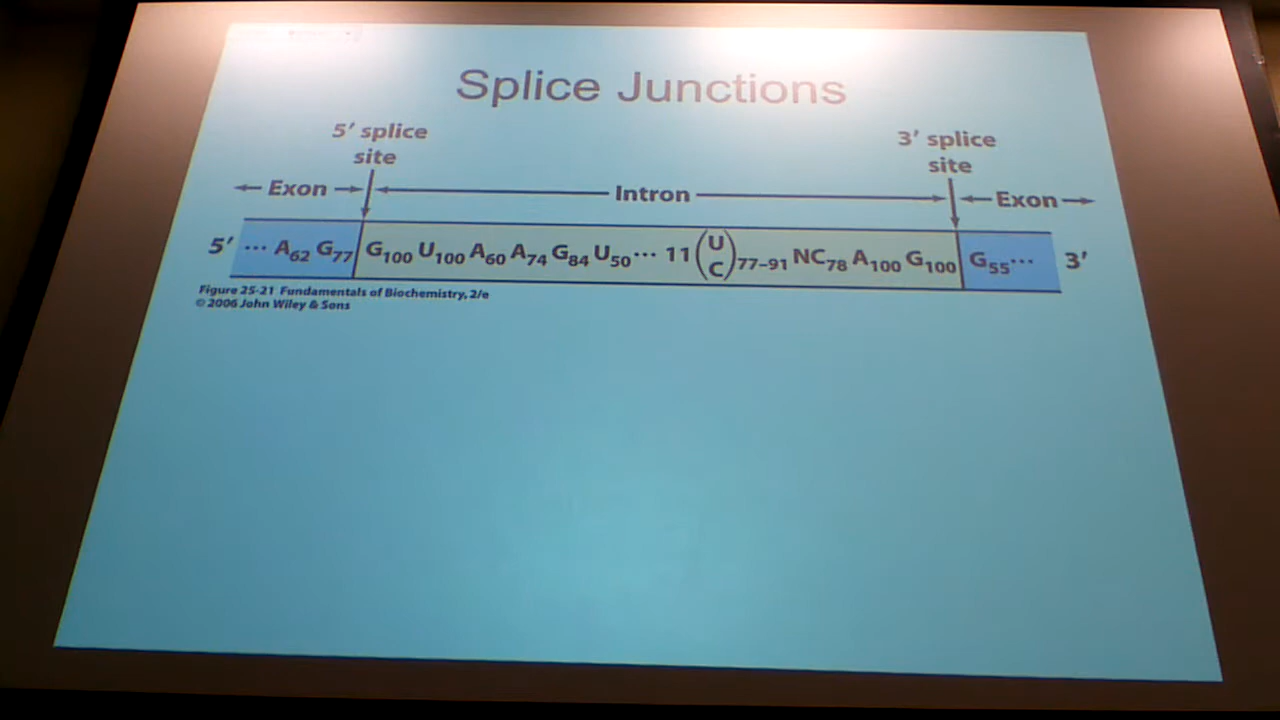 Splice Junctions
5′ splice site
3′ splice site
← Exon →
← Intron →
← Exon →
5′ ··· A62 G77 G100 U100 A60 A74 G84 U50 ··· 11(U C)77–91 NC78 A100 G100 G55 ··· 3′
Figure 25-21 Fundamentals of Biochemistry, 2/e
© 2006 John Wiley & Sons